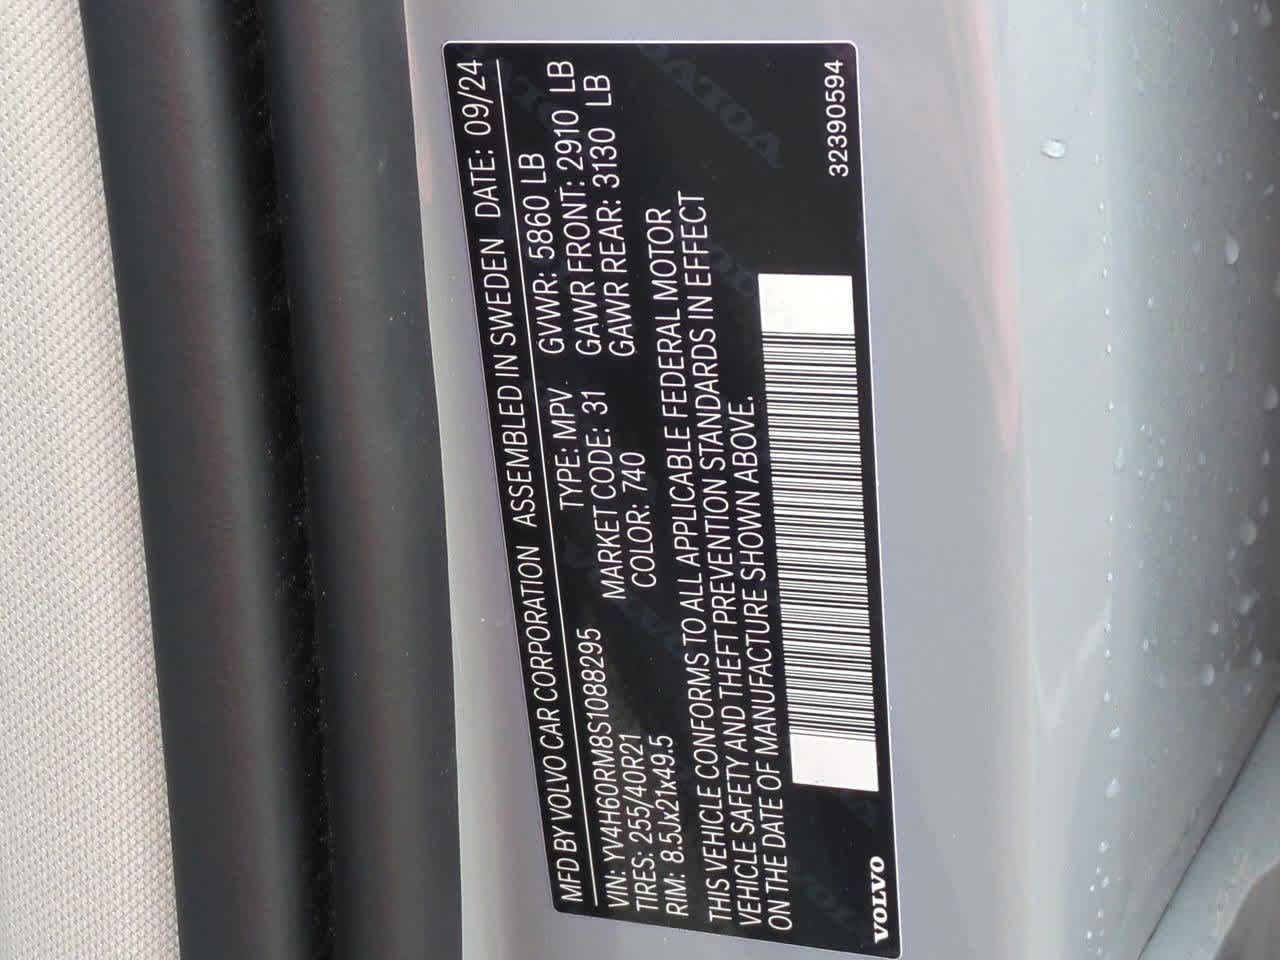 MFD BY VOLVO CAR CORPORATION ASSEMBLED IN SWEDEN DATE: 09/24
VIN: YV4H60RM8S1088295 TYPE: MPV GVWR: 5860 LB
TIRES: 255/40R21 MARKET CODE: 31 GAWR FRONT: 2910 LB
RIM: 8.5Jx21x49.5 COLOR: 740 GAWR REAR: 3130 LB
THIS VEHICLE CONFORMS TO ALL APPLICABLE FEDERAL MOTOR
VEHICLE SAFETY AND THEFT PREVENTION STANDARDS IN EFFECT
ON THE DATE OF MANUFACTURE SHOWN ABOVE.
VOLVO 32390594